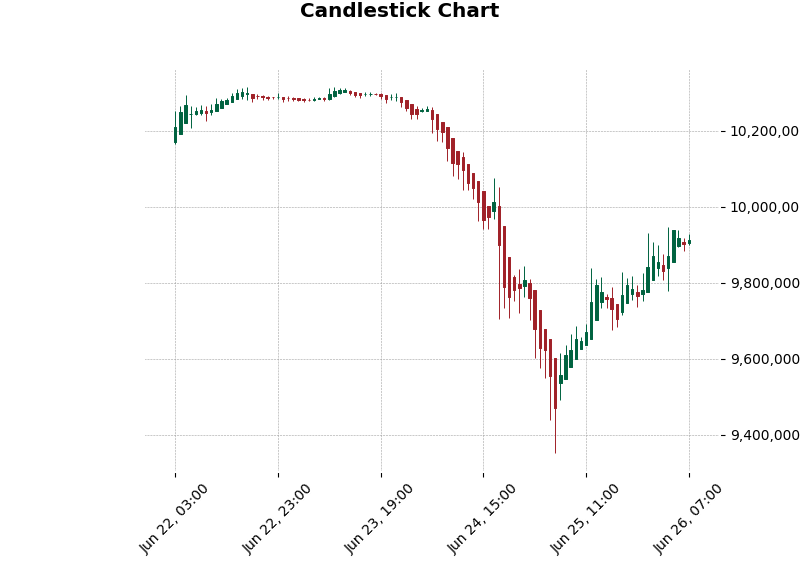 Candlestick Chart
10,200,00
10,000,00
9,800,000
9,600,000
9,400,000
Jun 22, 03:00
Jun 22, 23:00
Jun 23, 19:00
Jun 24, 15:00
Jun 25, 11:00
Jun 26, 07:00